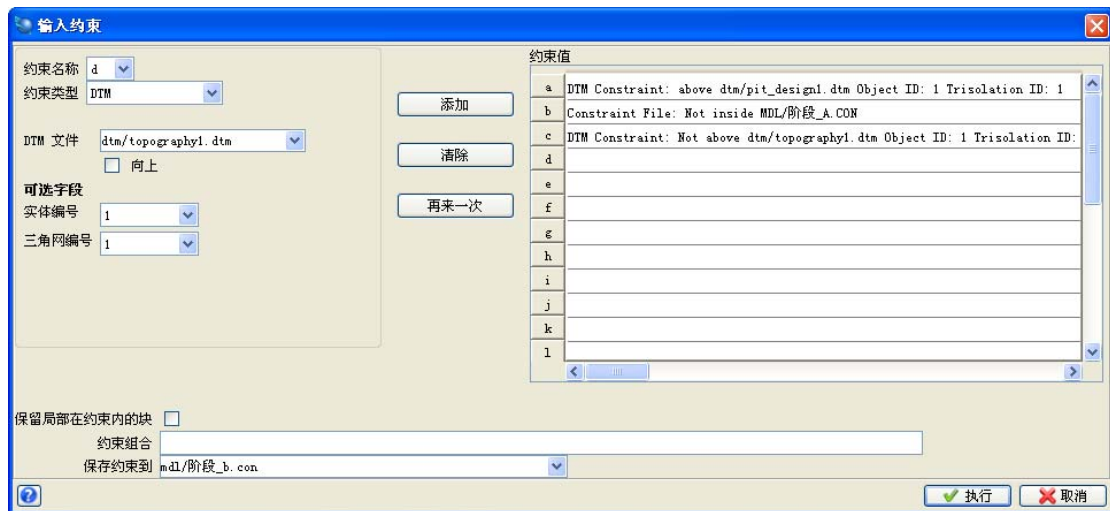 输入约束
约束名称 d
约束类型 DTM
DTM 文件 dtm/topography1.dtm
向上
可选字段
实体编号 1
三角网编号 1
添加
清除
再来一次
约束值
a DTM Constraint: above dtm/pit_design1.dtm Object ID: 1 Trisolation ID: 1
b Constraint File: Not inside MDL/阶段_A.CON
c DTM Constraint: Not above dtm/topography1.dtm Object ID: 1 Trisolation ID:
d
e
f
g
h
i
j
k
l
保留局部在约束内的块
约束组合
保存约束到 mdl/阶段_b.con
执行
取消